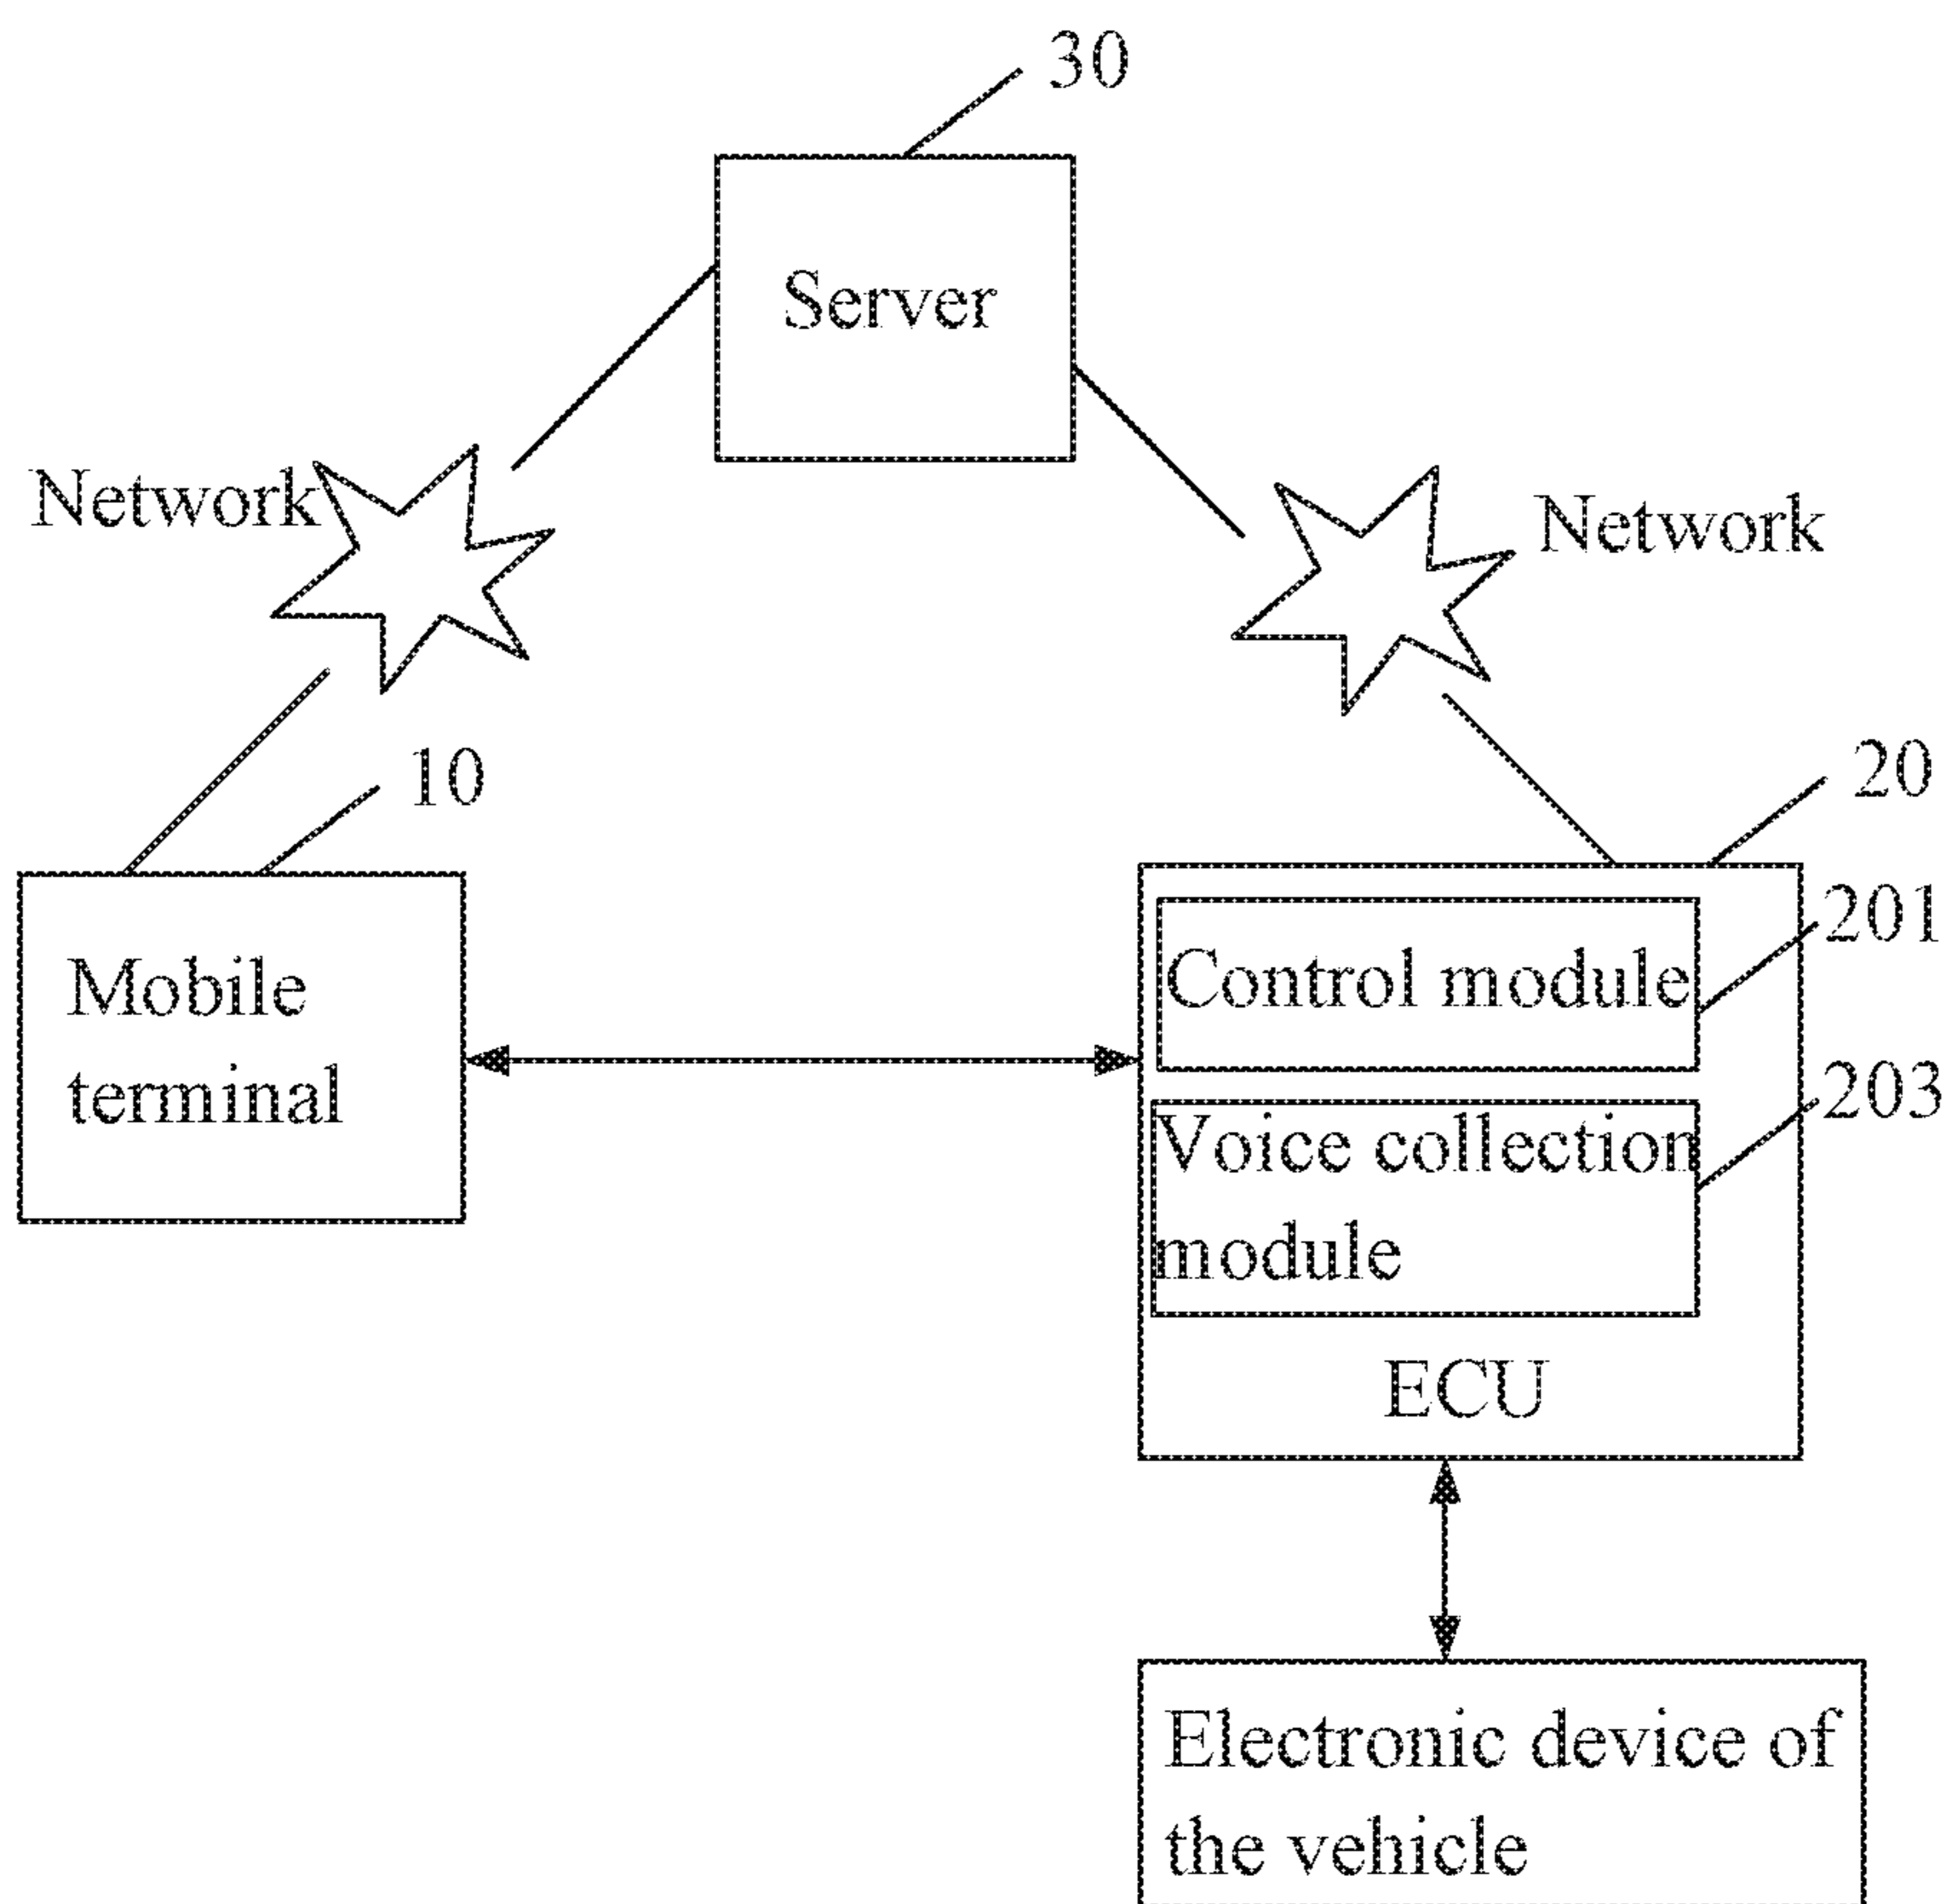 30
Server
Network
Network
10
20
Mobile
terminal
201
Control module
203
Voice collection
module
ECU
Electronic device of
the vehicle